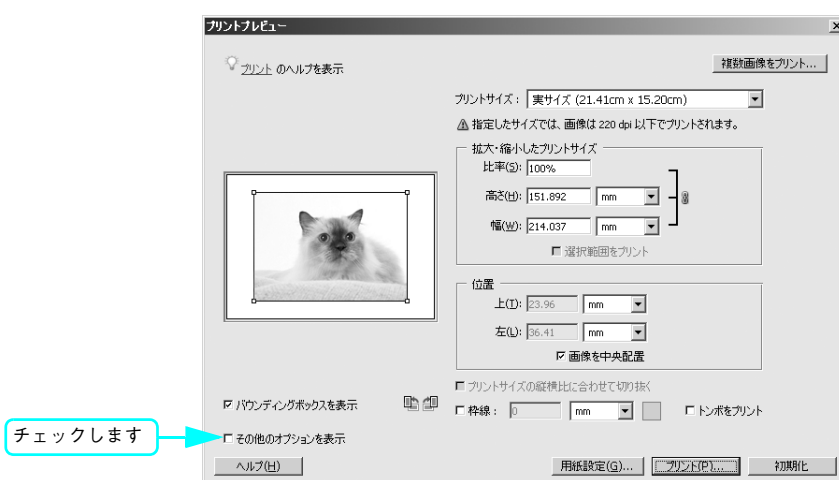 プリントプレビュー
プリント のヘルプを表示
複数画像をプリント...
プリントサイズ： 実サイズ (21.41cm x 15.20cm)
指定したサイズでは、画像は 220 dpi 以下でプリントされます。
拡大・縮小したプリントサイズ
比率(S): 100%
高さ(H): 151.892 mm
幅(W): 214.037 mm
選択範囲をプリント
位置
上(T): 23.96 mm
左(L): 36.41 mm
画像を中央配置
プリントサイズの縦横比に合わせて切り抜く
バウンディングボックスを表示
枠線： 0 mm トンボをプリント
チェックします
その他のオプションを表示
ヘルプ(H) 用紙設定(G)... プリント(P)... 初期化